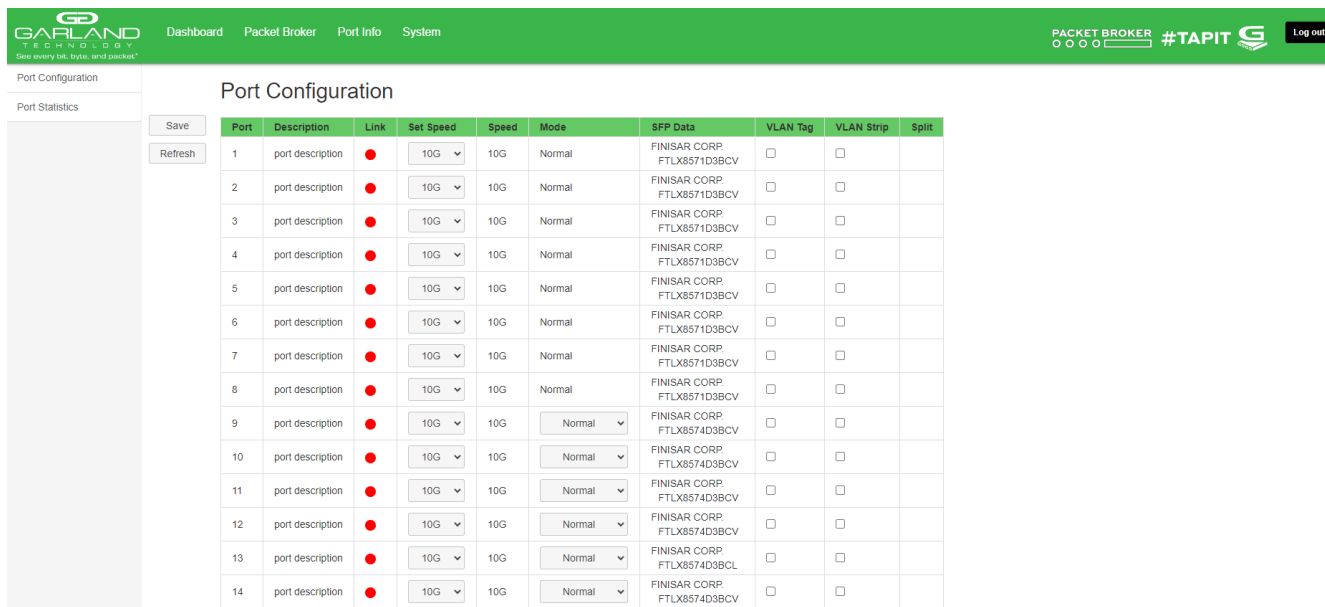 GARLAND
TECHNOLOGY
See every bit, byte, and packet®
Dashboard Packet Broker Port Info System
PACKET BROKER
#TAPIT
Log out
Port Configuration
Port Statistics
Port Configuration
Save
Refresh
Port Description Link Set Speed Speed Mode SFP Data VLAN Tag VLAN Strip Split
1 port description 10G 10G Normal FINISAR CORP.
FTLX8571D3BCV
2 port description 10G 10G Normal FINISAR CORP.
FTLX8571D3BCV
3 port description 10G 10G Normal FINISAR CORP.
FTLX8571D3BCV
4 port description 10G 10G Normal FINISAR CORP.
FTLX8571D3BCV
5 port description 10G 10G Normal FINISAR CORP.
FTLX8571D3BCV
6 port description 10G 10G Normal FINISAR CORP.
FTLX8571D3BCV
7 port description 10G 10G Normal FINISAR CORP.
FTLX8571D3BCV
8 port description 10G 10G Normal FINISAR CORP.
FTLX8571D3BCV
9 port description 10G 10G Normal FINISAR CORP.
FTLX8574D3BCV
10 port description 10G 10G Normal FINISAR CORP.
FTLX8574D3BCV
11 port description 10G 10G Normal FINISAR CORP.
FTLX8574D3BCV
12 port description 10G 10G Normal FINISAR CORP.
FTLX8574D3BCV
13 port description 10G 10G Normal FINISAR CORP.
FTLX8574D3BCL
14 port description 10G 10G Normal FINISAR CORP.
FTLX8574D3BCV